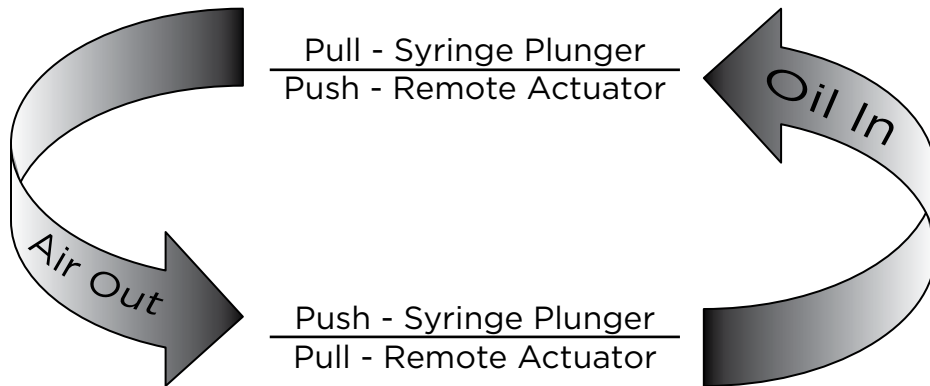 Pull - Syringe Plunger
Push - Remote Actuator
Oil In
Air Out
Push - Syringe Plunger
Pull - Remote Actuator